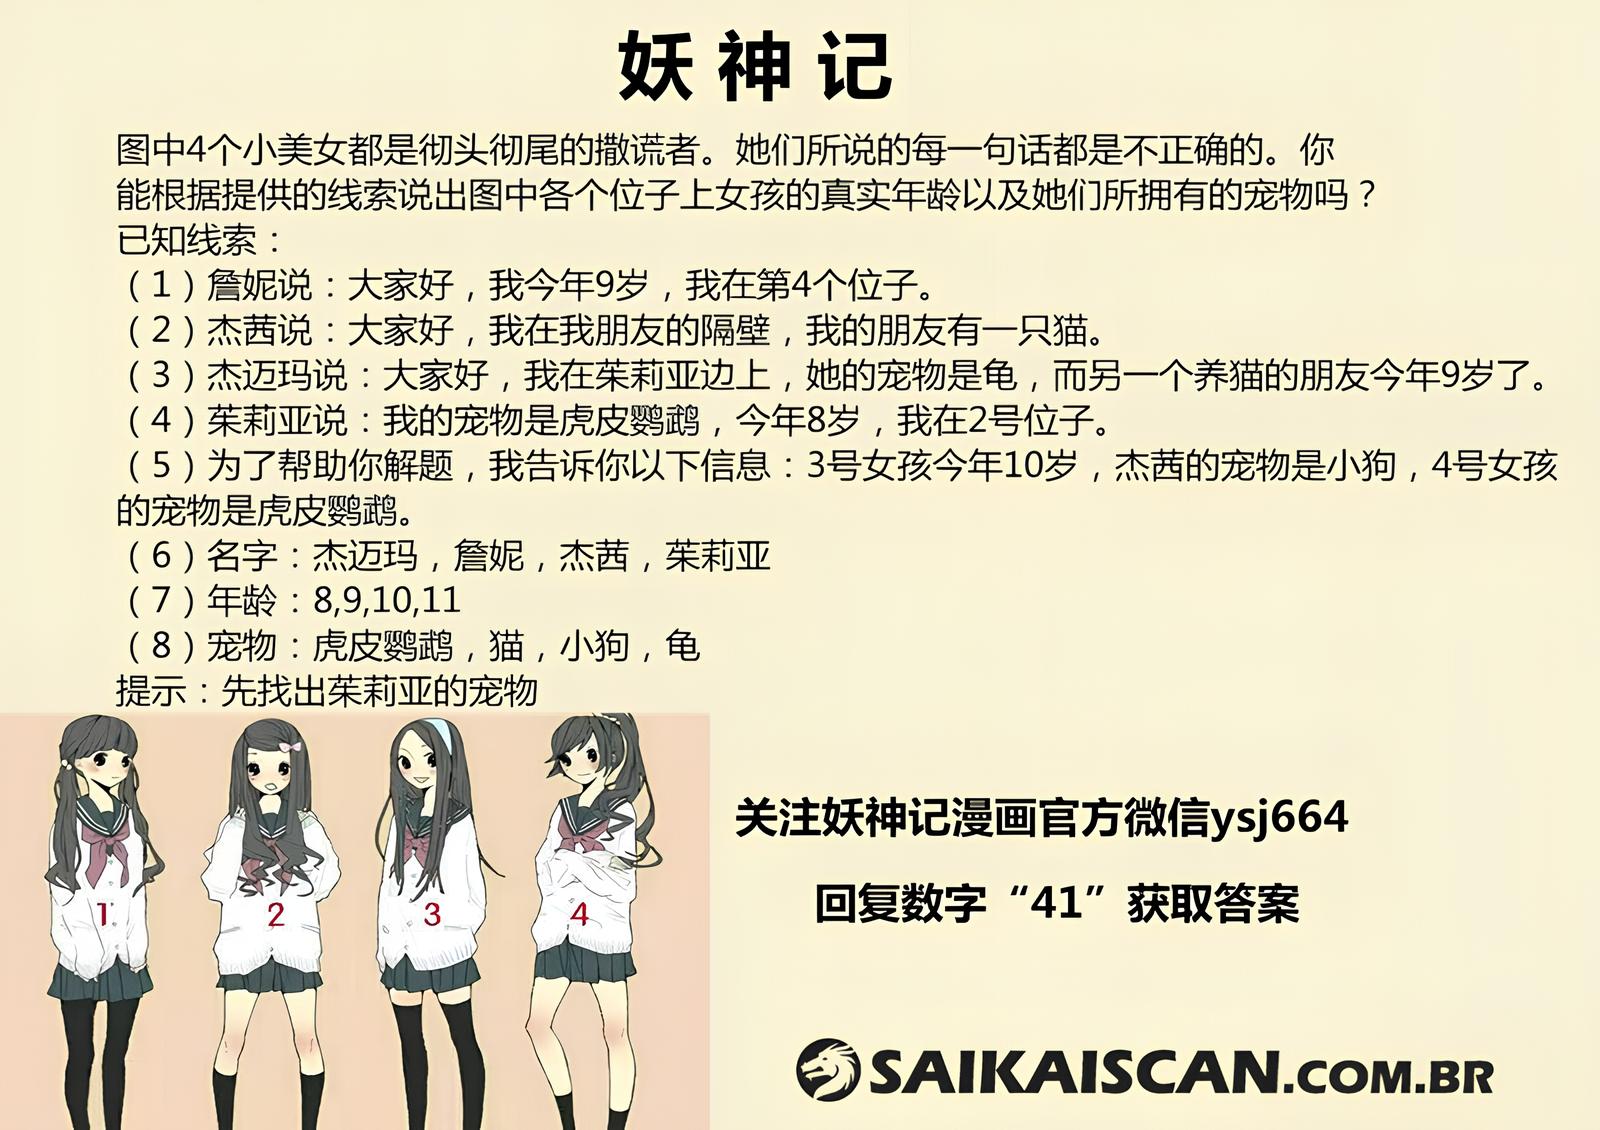 妖神记
图中4个小美女都是彻头彻尾的撒谎者。她们所说的每一句话都是不正确的。你
能根据提供的线索说出图中各个位子上女孩的真实年龄以及她们所拥有的宠物吗？
已知线索：
（1）詹妮说：大家好，我今年9岁，我在第4个位子。
（2）杰茜说：大家好，我在我朋友的隔壁，我的朋友有一只猫。
（3）杰迈玛说：大家好，我在茱莉亚边上，她的宠物是龟，而另一个养猫的朋友今年9岁了。
（4）茱莉亚说：我的宠物是虎皮鹦鹉，今年8岁，我在2号位子。
（5）为了帮助你解题，我告诉你以下信息：3号女孩今年10岁，杰茜的宠物是小狗，4号女孩
的宠物是虎皮鹦鹉。
（6）名字：杰迈玛，詹妮，杰茜，茱莉亚
（7）年龄：8,9,10,11
（8）宠物：虎皮鹦鹉，猫，小狗，龟
提示：先找出茱莉亚的宠物
1 2 3 4
关注妖神记漫画官方微信ysj664
回复数字“41”获取答案
SAIKAISCAN.COM.BR